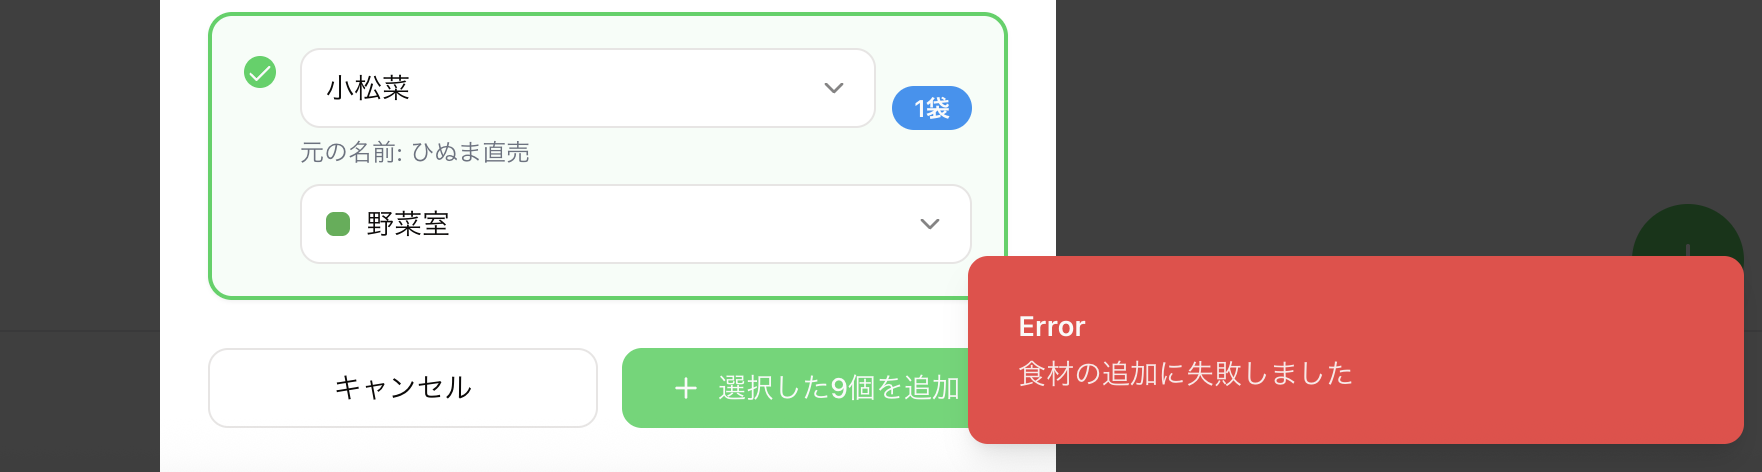 小松菜
1袋
元の名前: ひぬま直売
野菜室
キャンセル
+ 選択した9個を追加
Error
食材の追加に失敗しました